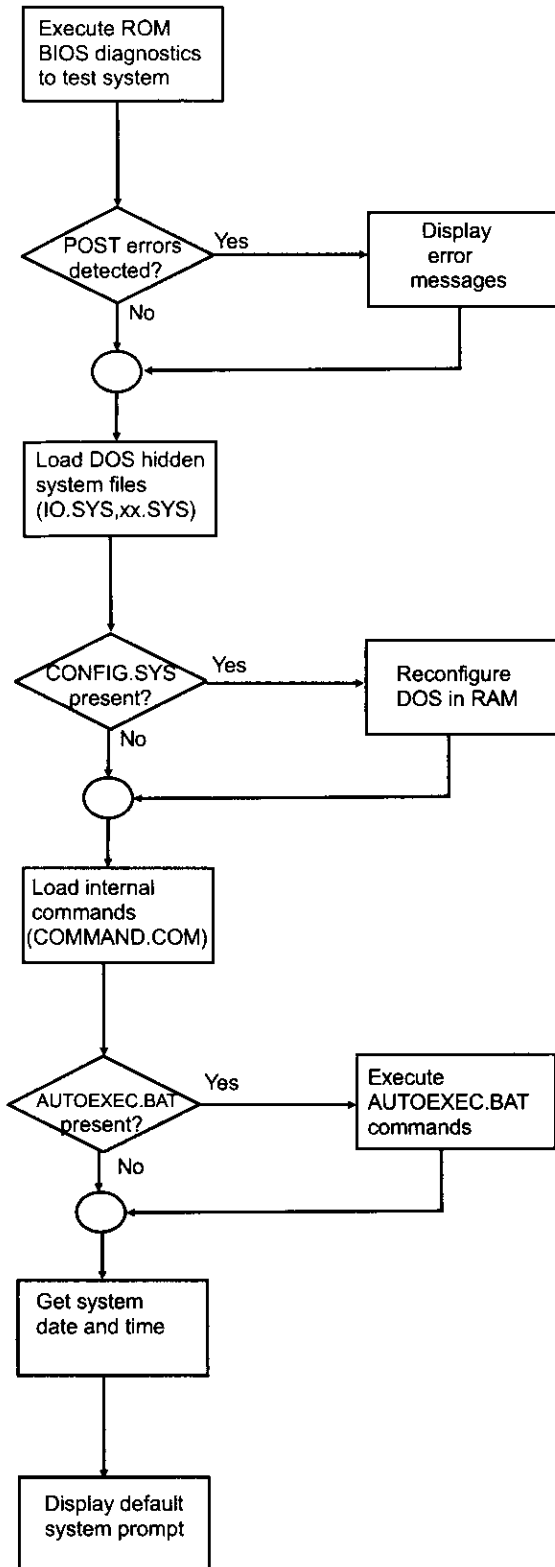 Execute ROM
BIOS diagnostics
to test system
POST errors
detected?
Yes
Display
error
messages
No
Load DOS hidden
system files
(IO.SYS,xx.SYS)
CONFIG.SYS
present?
Yes
Reconfigure
DOS in RAM
No
Load internal
commands
(COMMAND.COM)
AUTOEXEC.BAT
present?
Yes
Execute
AUTOEXEC.BAT
commands
No
Get system
date and time
Display default
system prompt